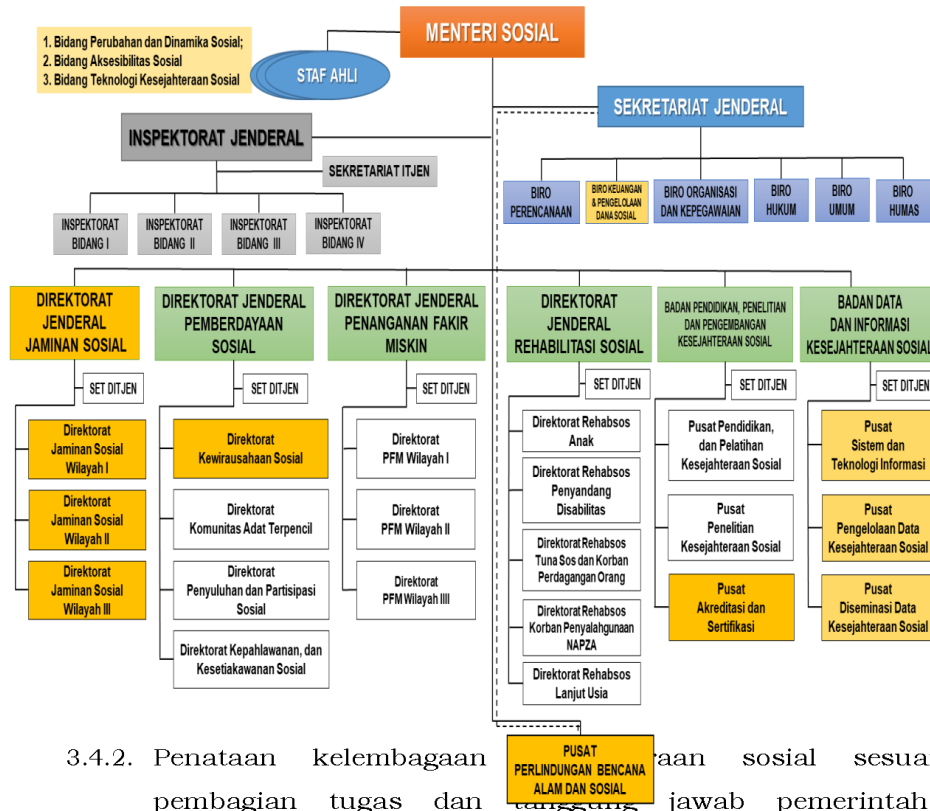 MENTERI SOSIAL
1. Bidang Perubahan dan Dinamika Sosial;
2. Bidang Aksesibilitas Sosial
3. Bidang Teknologi Kesejahteraan Sosial
STAF AHLI
SEKRETARIAT JENDERAL
INSPEKTORAT JENDERAL
SEKRETARIAT ITJEN
BIRO
PERENCANAAN
BIRO KEUANGAN
& PENGELOLAAN
DANA SOSIAL
BIRO ORGANISASI
DAN KEPEGAWAIAN
BIRO
HUKUM
BIRO
UMUM
BIRO
HUMAS
INSPEKTORAT
BIDANG I
INSPEKTORAT
BIDANG II
INSPEKTORAT
BIDANG III
INSPEKTORAT
BIDANG IV
DIREKTORAT
JENDERAL
JAMINAN SOSIAL
SET DITJEN
Direktorat
Jaminan Sosial
Wilayah I
Direktorat
Jaminan Sosial
Wilayah II
Direktorat
Jaminan Sosial
Wilayah III
DIREKTORAT JENDERAL
PEMBERDAYAAN
SOSIAL
SET DITJEN
Direktorat
Kewirausahaan Sosial
Direktorat
Komunitas Adat Terpencil
Direktorat
Penyuluhan dan Partisipasi
Sosial
Direktorat Kepahlawanan, dan
Kesetiakawanan Sosial
DIREKTORAT JENDERAL
PENANGANAN FAKIR
MISKIN
SET DITJEN
Direktorat
PFM Wilayah I
Direktorat
PFM Wilayah II
Direktorat
PFM Wilayah IIII
DIREKTORAT
JENDERAL
REHABILITASI SOSIAL
SET DITJEN
Direktorat Rehabsos
Anak
Direktorat Rehabsos
Penyandang
Disabilitas
Direktorat Rehabsos
Tuna Sos dan Korban
Perdagangan Orang
Direktorat Rehabsos
Korban Penyalahgunaan
NAPZA
Direktorat Rehabsos
Lanjut Usia
BADAN PENDIDIKAN, PENELITIAN
DAN PENGEMBANGAN
KESEJAHTERAAN SOSIAL
SET DITJEN
Pusat Pendidikan,
dan Pelatihan
Kesejahteraan Sosial
Pusat
Penelitian
Kesejahteraan Sosial
Pusat
Akreditasi dan
Sertifikasi
BADAN DATA
DAN INFORMASI
KESEJAHTERAAN SOSIAL
SET DITJEN
Pusat
Sistem dan
Teknologi Informasi
Pusat
Pengelolaan Data
Kesejahteraan Sosial
Pusat
Diseminasi Data
Kesejahteraan Sosial
PUSAT
PERLINDUNGAN BENCANA
ALAM DAN SOSIAL
3.4.2. Penataan kelembagaan raan sosial sesua
pembagian tugas dan jawab pemerintah